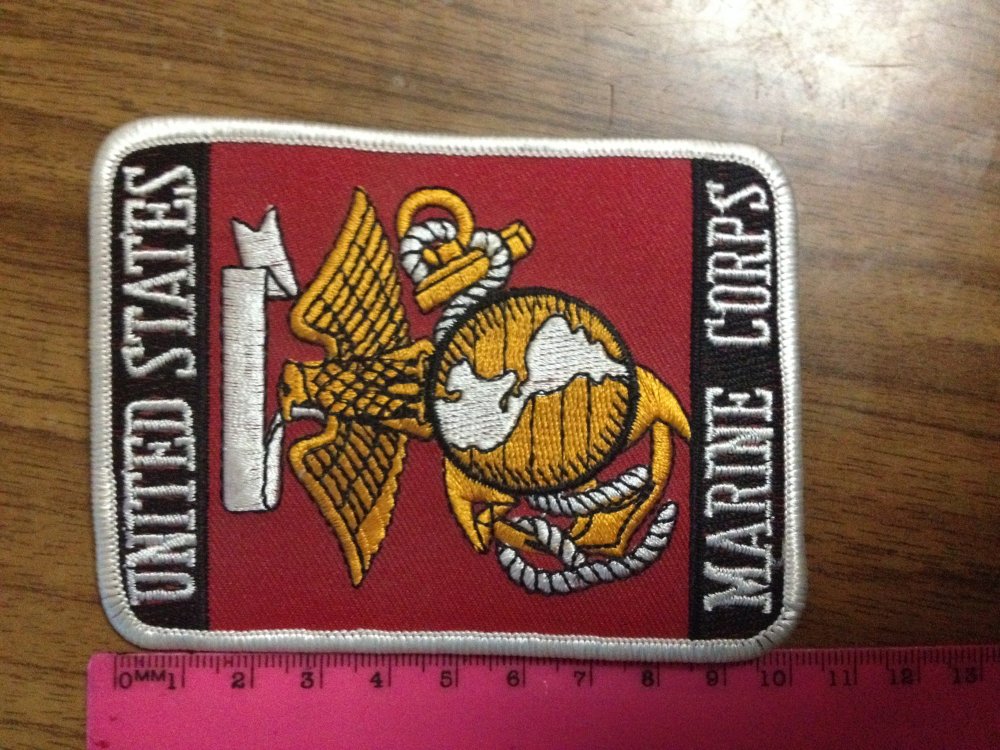 UNITED STATES
MARINE CORPS
0MM 1 2 3 4 5 6 7 8 9 10 11 12 13